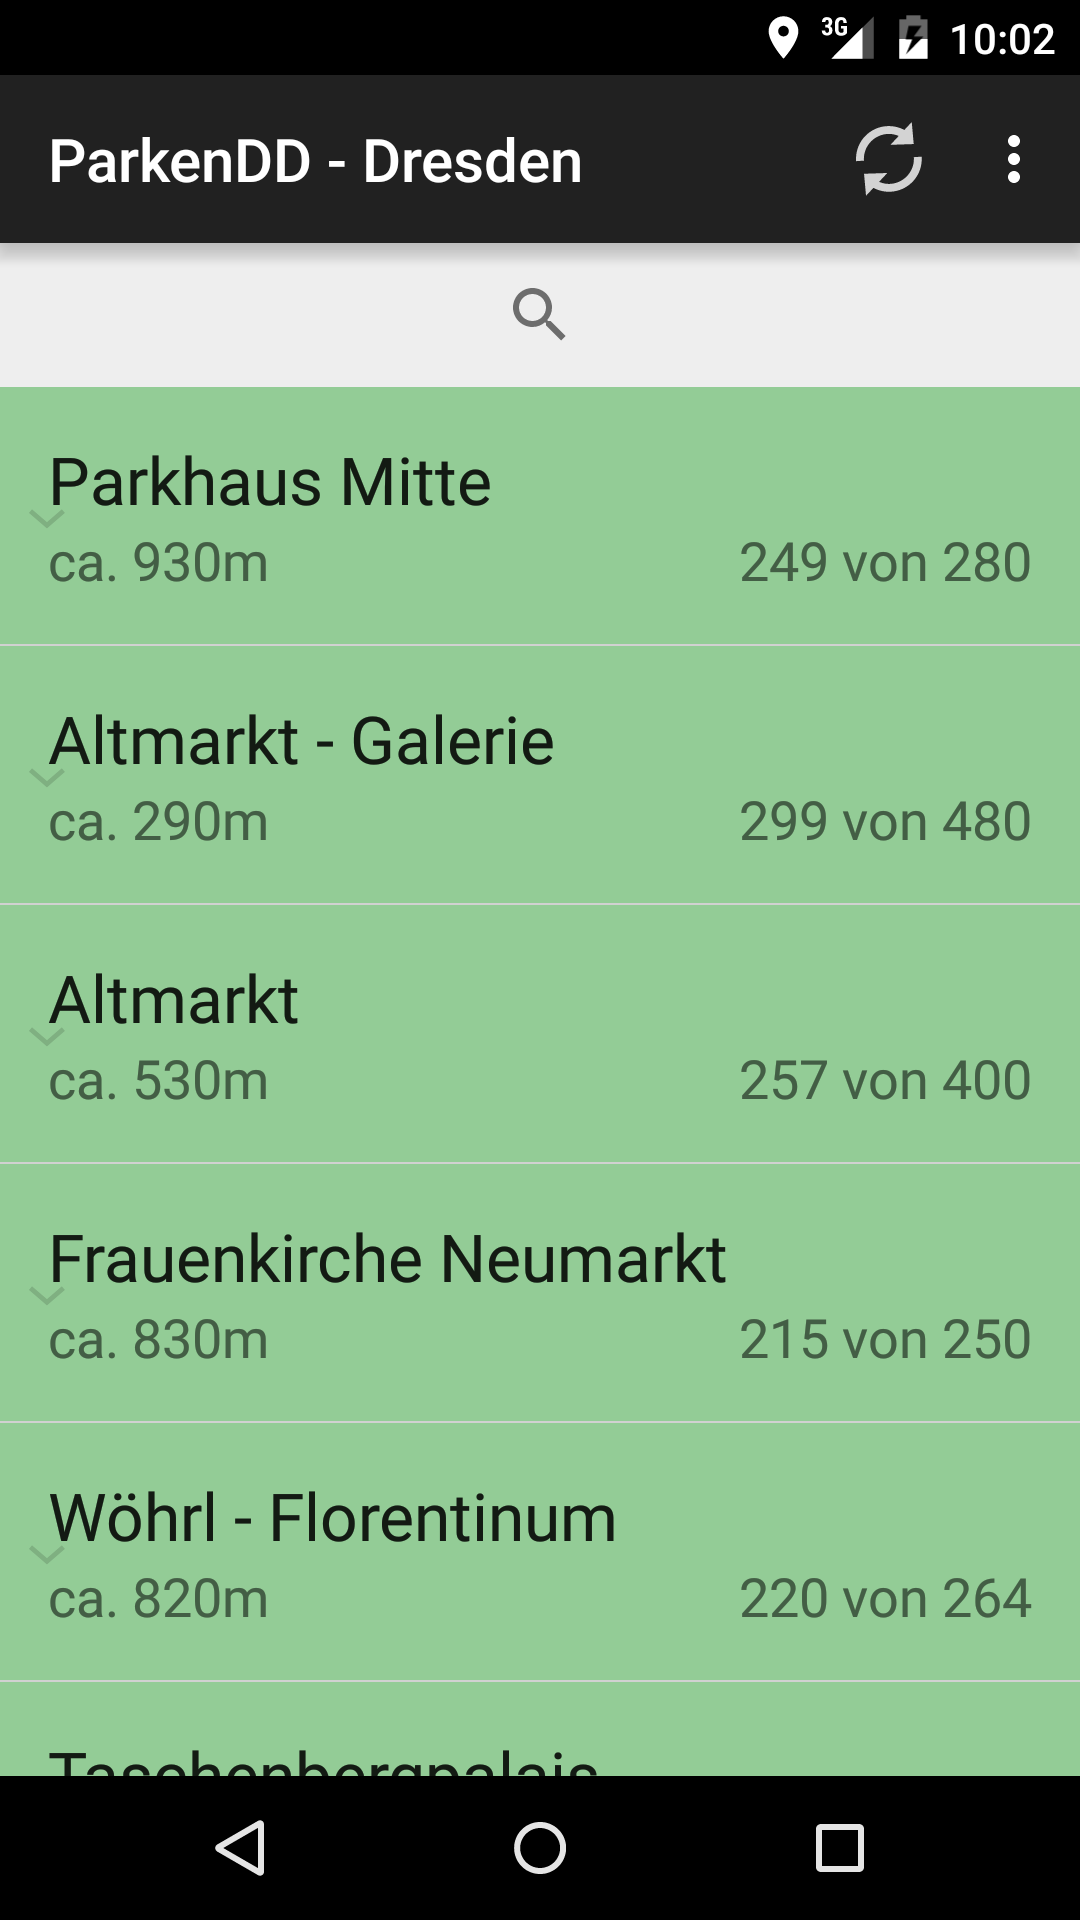 3G 10:02
ParkenDD - Dresden
Parkhaus Mitte
ca. 930m 249 von 280
Altmarkt - Galerie
ca. 290m 299 von 480
Altmarkt
ca. 530m 257 von 400
Frauenkirche Neumarkt
ca. 830m 215 von 250
Wöhrl - Florentinum
ca. 820m 220 von 264
Taschenbergpalais